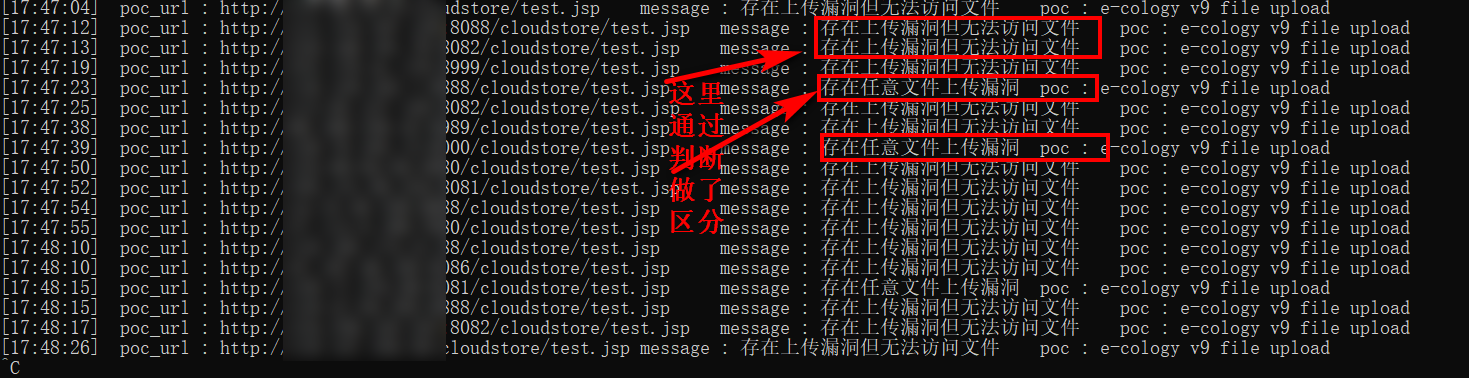 [17:47:04] poc_url : http:// /cloudstore/test.jsp message : 存在上传漏洞但无法访问文件 poc : e-cology v9 file upload
[17:47:12] poc_url : http:// 8088/cloudstore/test.jsp message : 存在上传漏洞但无法访问文件 poc : e-cology v9 file upload
[17:47:13] poc_url : http:// 8082/cloudstore/test.jsp message : 存在上传漏洞但无法访问文件 poc : e-cology v9 file upload
[17:47:19] poc_url : http:// 8999/cloudstore/test.jsp message : 存在上传漏洞但无法访问文件 poc : e-cology v9 file upload
[17:47:23] poc_url : http:// 888/cloudstore/test.jsp message : 存在任意文件上传漏洞 poc : e-cology v9 file upload
[17:47:25] poc_url : http:// 8082/cloudstore/test.jsp message : 存在上传漏洞但无法访问文件 poc : e-cology v9 file upload
[17:47:38] poc_url : http:// 989/cloudstore/test.jsp message : 存在上传漏洞但无法访问文件 poc : e-cology v9 file upload
[17:47:39] poc_url : http:// 000/cloudstore/test.jsp message : 存在任意文件上传漏洞 poc : e-cology v9 file upload
[17:47:50] poc_url : http:// 80/cloudstore/test.jsp message : 存在上传漏洞但无法访问文件 poc : e-cology v9 file upload
[17:47:52] poc_url : http:// 8081/cloudstore/test.jsp message : 存在上传漏洞但无法访问文件 poc : e-cology v9 file upload
[17:47:54] poc_url : http:// 88/cloudstore/test.jsp message : 存在上传漏洞但无法访问文件 poc : e-cology v9 file upload
[17:47:55] poc_url : http:// 80/cloudstore/test.jsp message : 存在上传漏洞但无法访问文件 poc : e-cology v9 file upload
[17:48:10] poc_url : http:// 88/cloudstore/test.jsp message : 存在上传漏洞但无法访问文件 poc : e-cology v9 file upload
[17:48:10] poc_url : http:// 086/cloudstore/test.jsp message : 存在上传漏洞但无法访问文件 poc : e-cology v9 file upload
[17:48:15] poc_url : http:// 081/cloudstore/test.jsp message : 存在任意文件上传漏洞 poc : e-cology v9 file upload
[17:48:15] poc_url : http:// 888/cloudstore/test.jsp message : 存在上传漏洞但无法访问文件 poc : e-cology v9 file upload
[17:48:17] poc_url : http:// 8082/cloudstore/test.jsp message : 存在上传漏洞但无法访问文件 poc : e-cology v9 file upload
[17:48:26] poc_url : http:// cloudstore/test.jsp message : 存在上传漏洞但无法访问文件 poc : e-cology v9 file upload
^C
这里
通过
判断
做了
区分